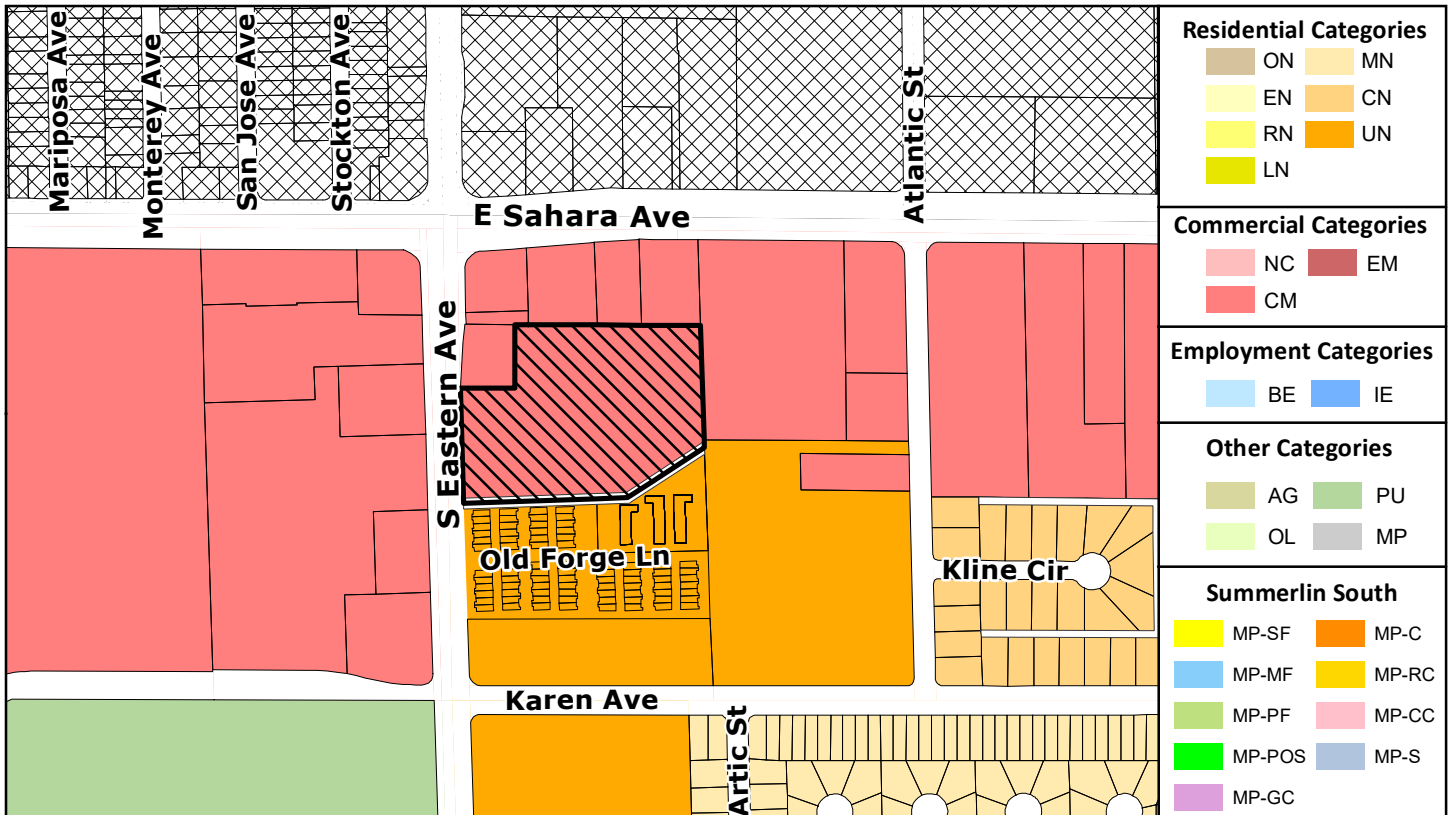 Mariposa Ave
Monterey Ave
San Jose Ave
Stockton Ave
Atlantic St
E Sahara Ave
S Eastern Ave
Old Forge Ln
Kline Cir
Karen Ave
Artic St
Residential Categories
ON MN
EN CN
RN UN
LN
Commercial Categories
NC EM
CM
Employment Categories
BE IE
Other Categories
AG PU
OL MP
Summerlin South
MP-SF MP-C
MP-MF MP-RC
MP-PF MP-CC
MP-POS MP-S
MP-GC